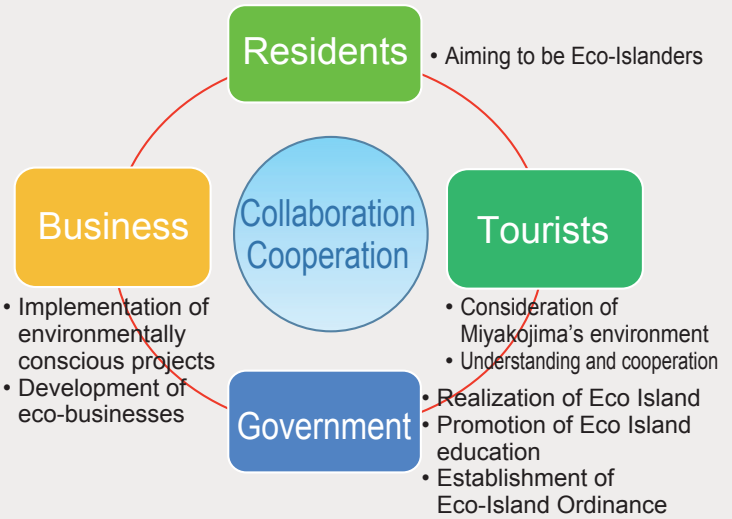 Residents
• Aiming to be Eco-Islanders
Business
Collaboration
Cooperation
Tourists
• Implementation of
environmentally
conscious projects
• Development of
eco-businesses
• Consideration of
Miyakojima's environment
• Understanding and cooperation
Government
• Realization of Eco Island
• Promotion of Eco Island
education
• Establishment of
Eco-Island Ordinance